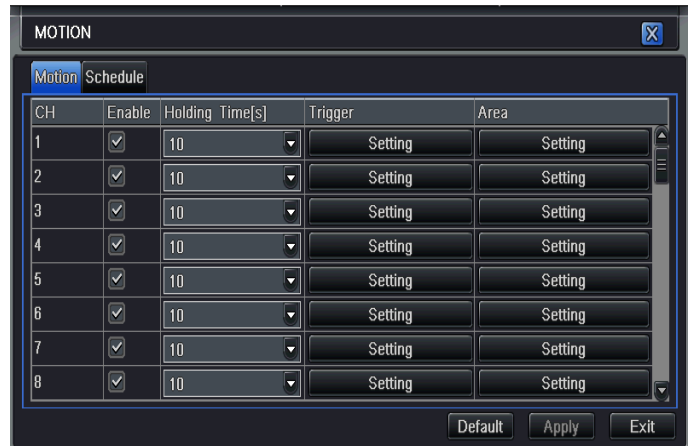 MOTION
Motion Schedule
CH Enable Holding Time[s] Trigger Area
1 10 Setting Setting
2 10 Setting Setting
3 10 Setting Setting
4 10 Setting Setting
5 10 Setting Setting
6 10 Setting Setting
7 10 Setting Setting
8 10 Setting Setting
Default Apply Exit